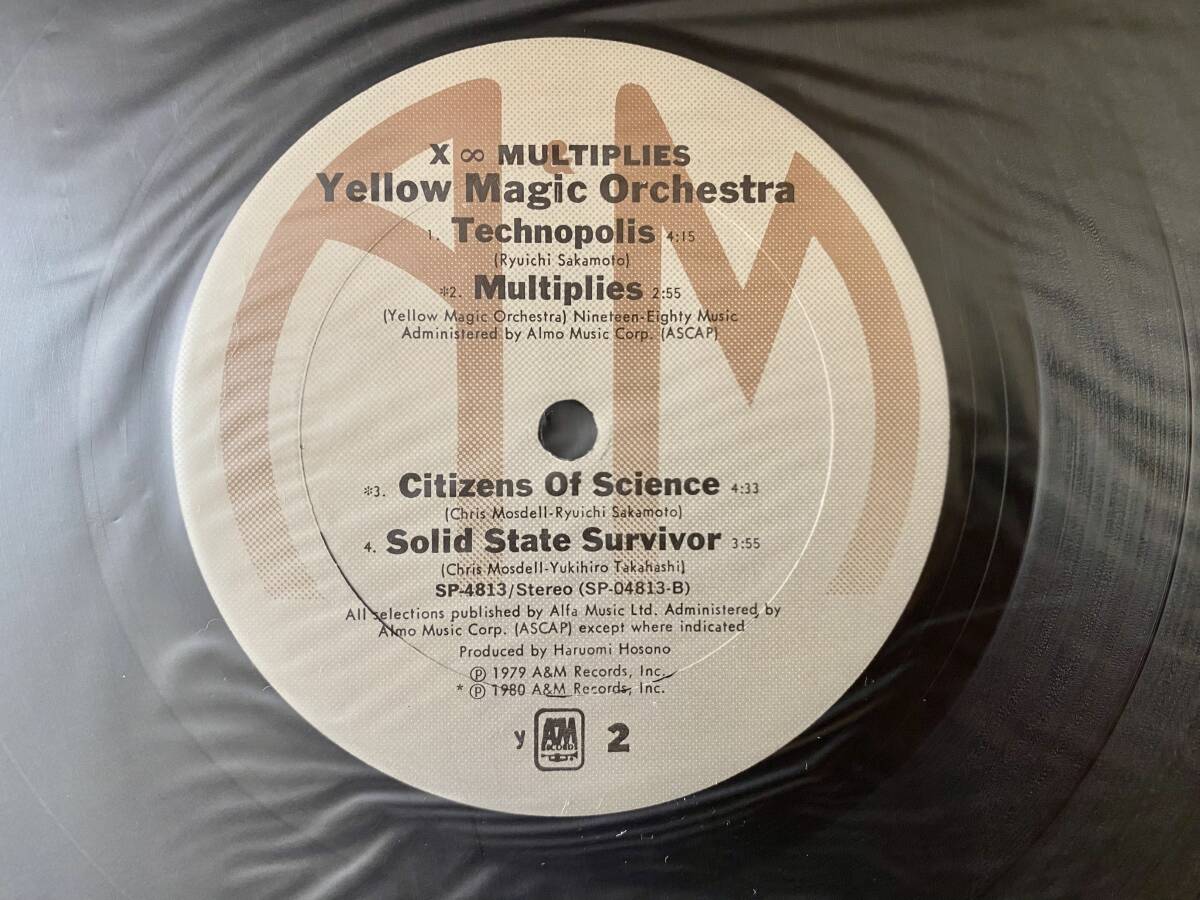 X ∞ MULTIPLIES
Yellow Magic Orchestra
1. Technopolis 4:15
(Ryuichi Sakamoto)
*2. Multiplies 2:55
(Yellow Magic Orchestra) Nineteen-Eighty Music
Administered by Almo Music Corp. (ASCAP)
*3. Citizens Of Science 4:33
(Chris Mosdell-Ryuichi Sakamoto)
4. Solid State Survivor 3:55
(Chris Mosdell-Yukihiro Takahashi)
SP-4813/Stereo (SP-04813-B)
All selections published by Alfa Music Ltd. Administered by
Almo Music Corp. (ASCAP) except where indicated
Produced by Haruomi Hosono
℗ 1979 A&M Records, Inc.
* ℗ 1980 A&M Records, Inc.
y A&M RECORDS 2